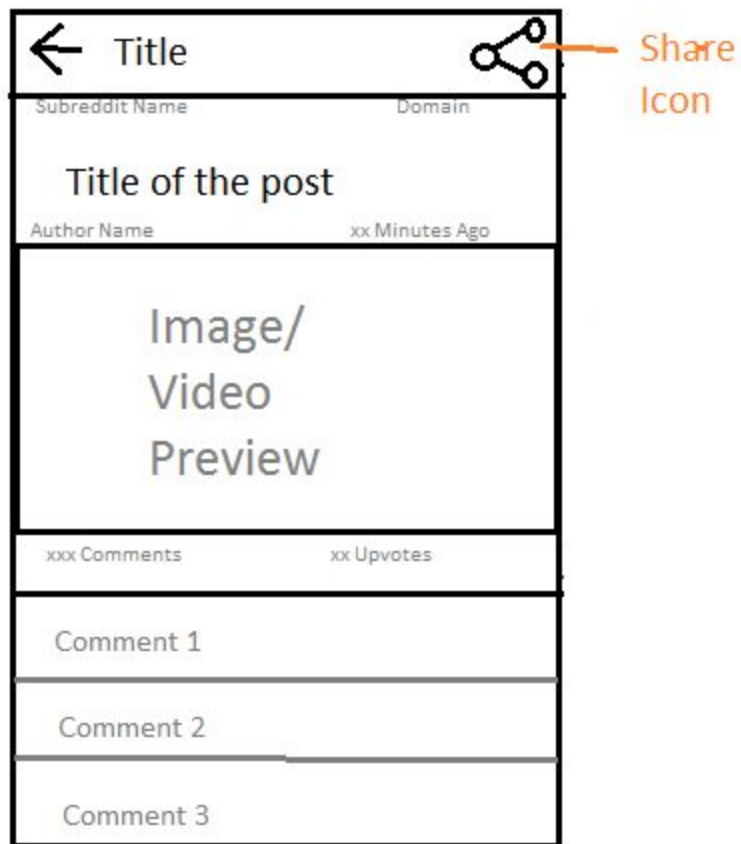 Title
Share
Icon
Subreddit Name Domain
Title of the post
Author Name xx Minutes Ago
Image/
Video
Preview
xxx Comments xx Upvotes
Comment 1
Comment 2
Comment 3